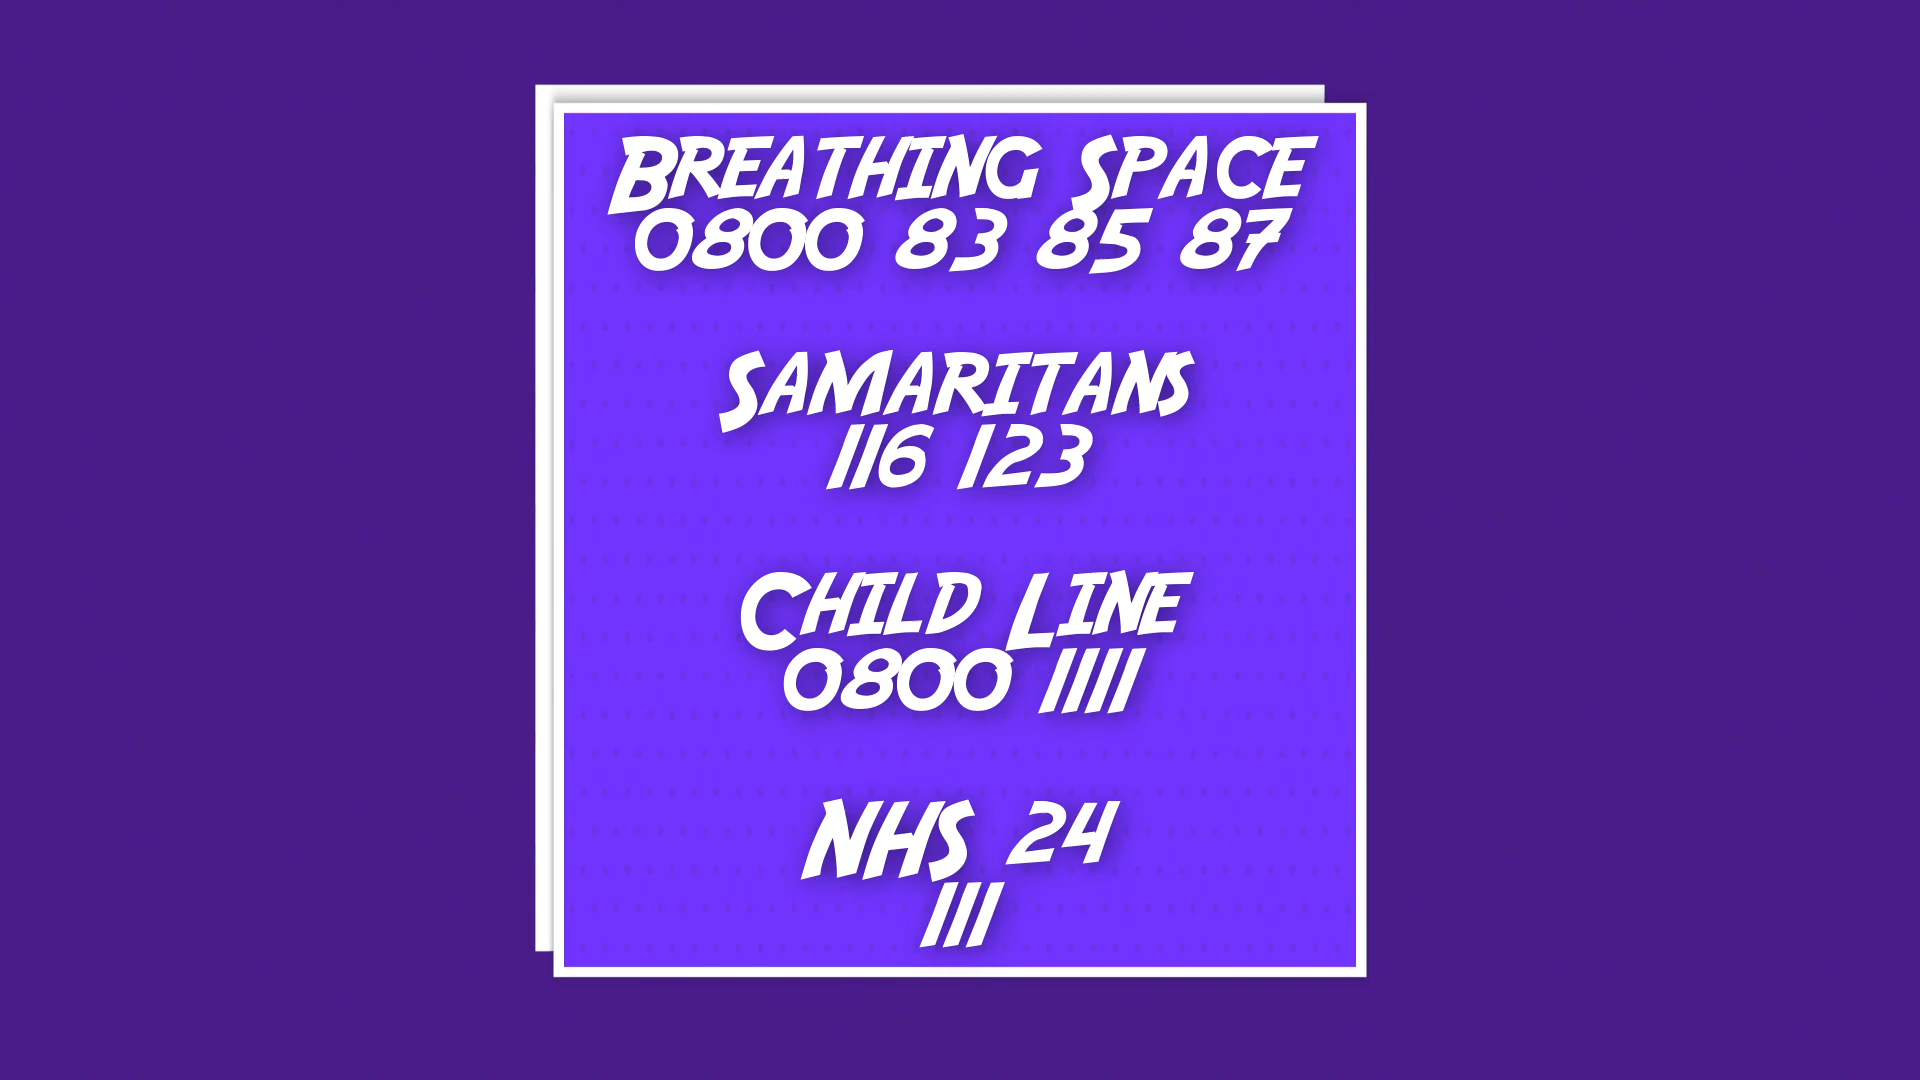 Breathing Space
0800 83 85 87
Samaritans
116 123
Child Line
0800 1111
NHS 24
111